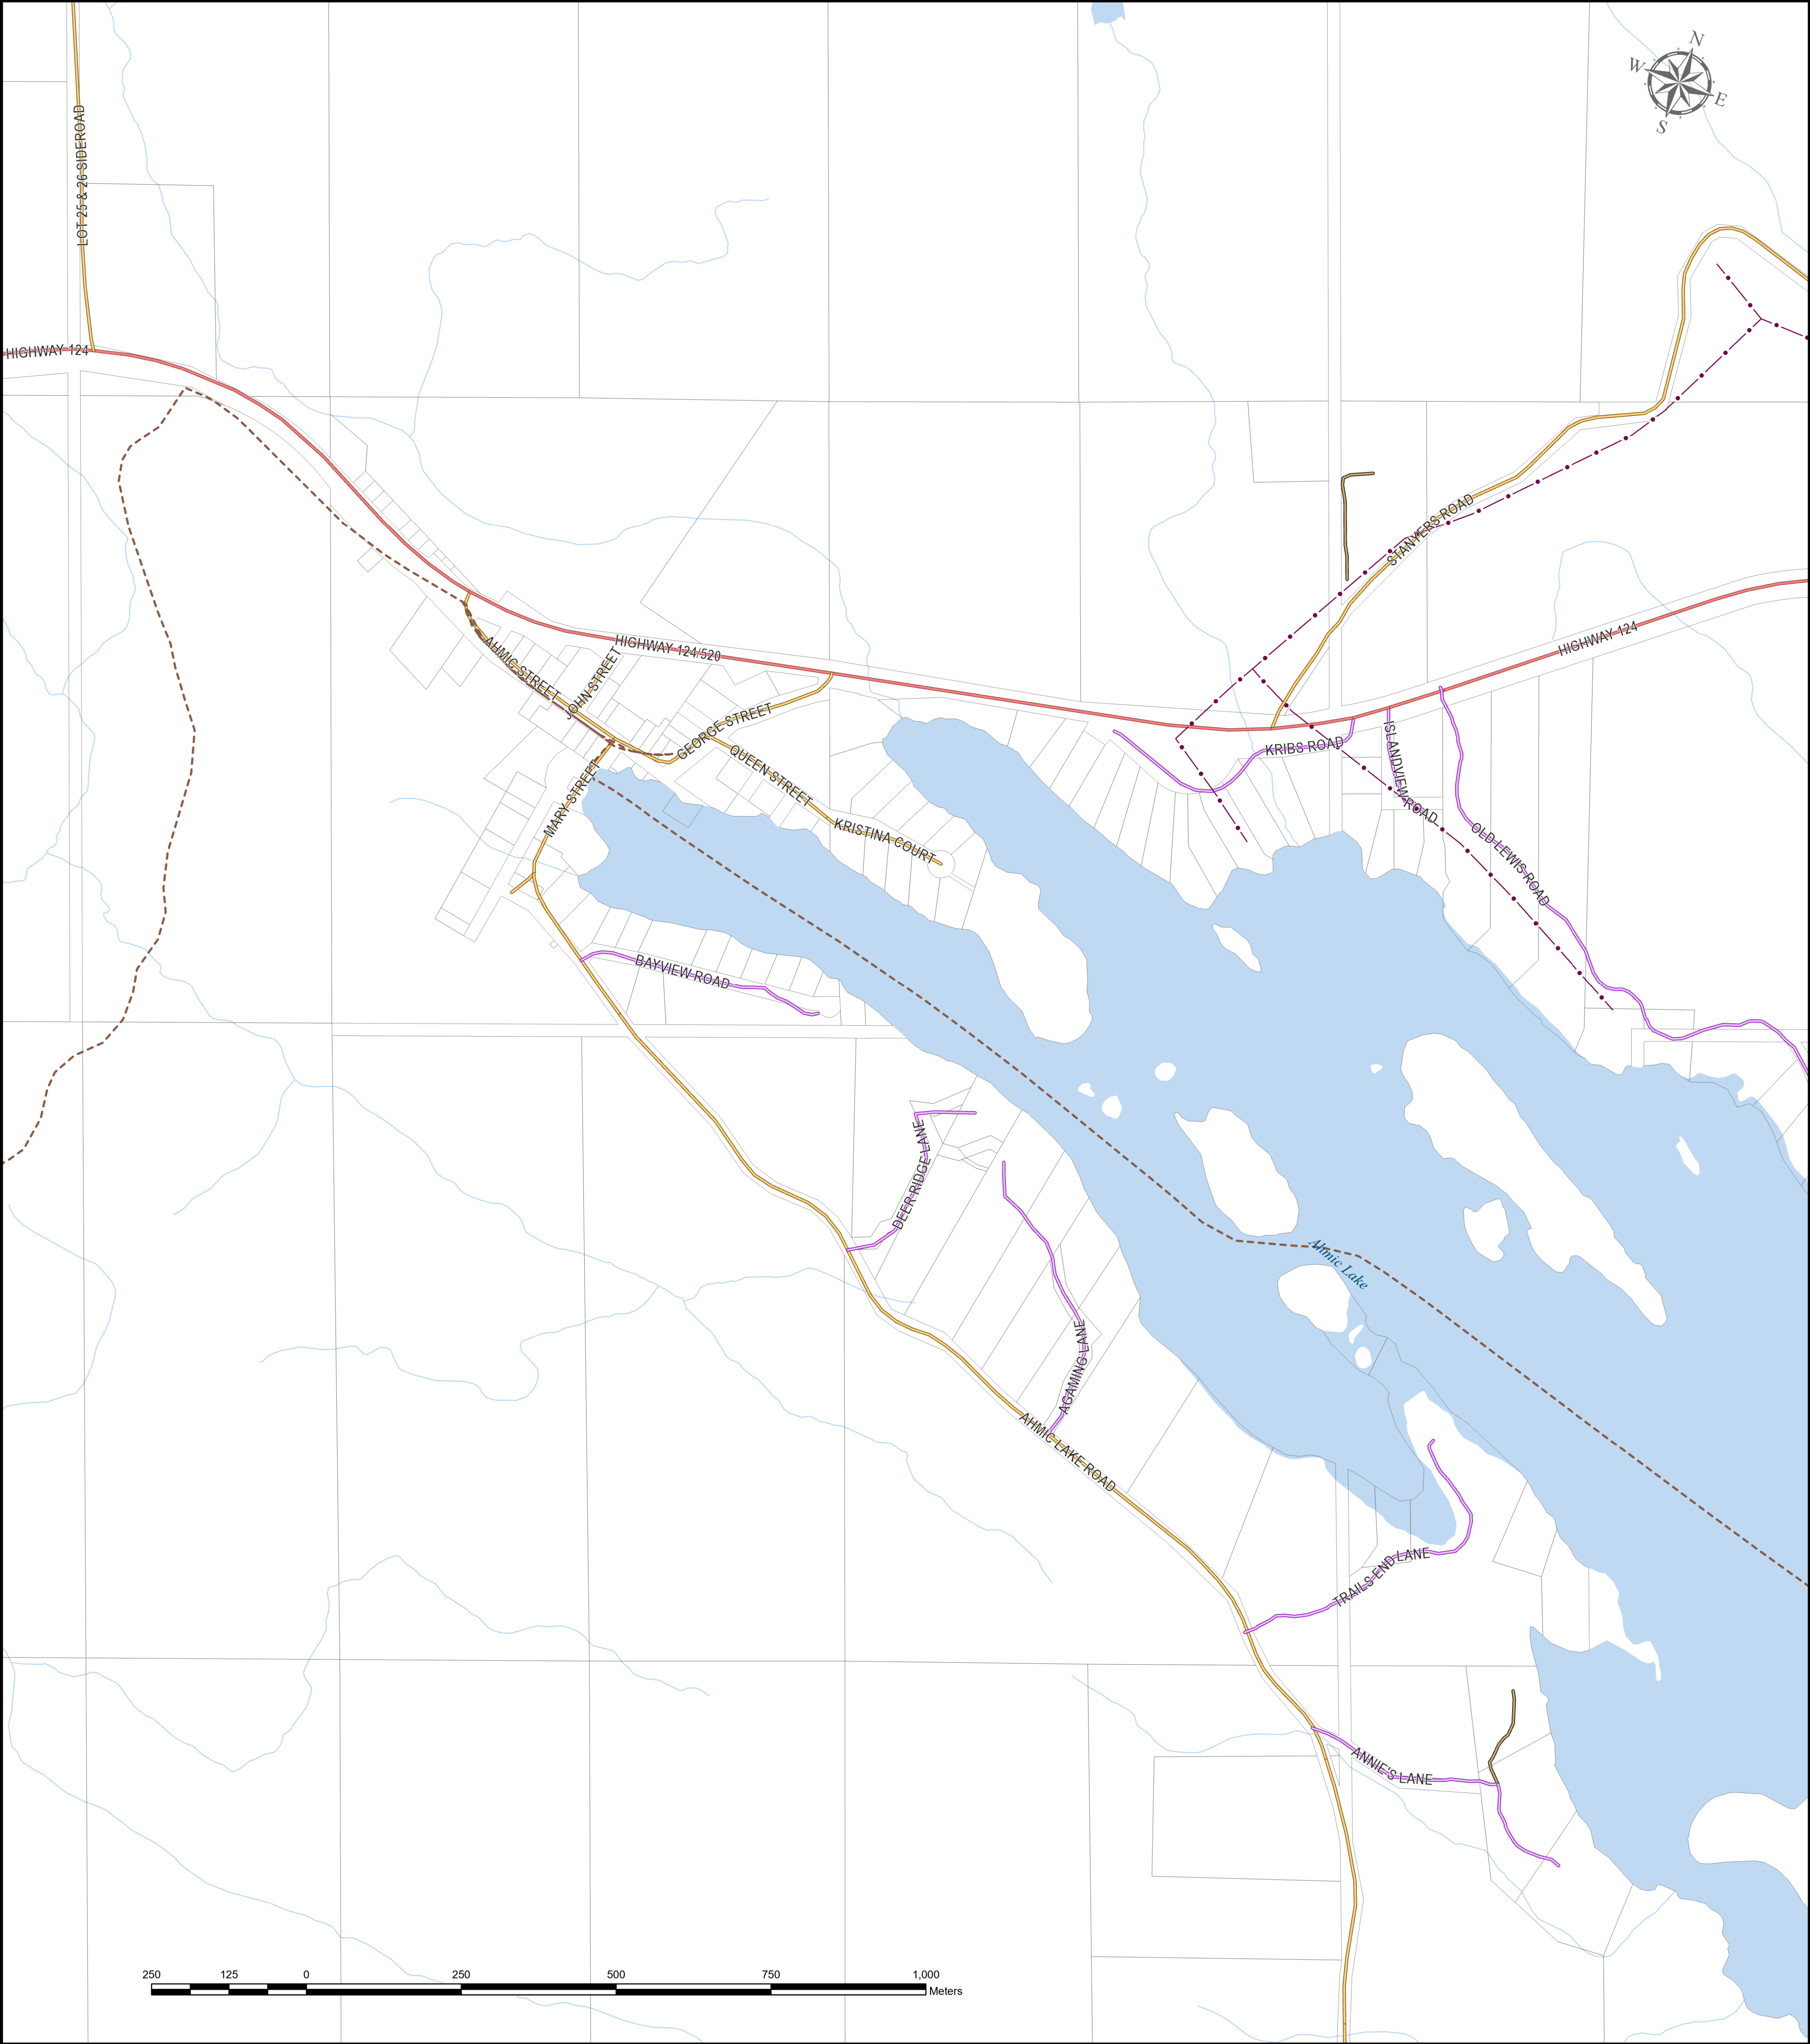 N
W
E
S
LOT 25 & 26 SIDEROAD
HIGHWAY 124
STANYERS ROAD
HIGHWAY 124
AHMIC STREET
JOHN STREET
HIGHWAY 124/520
GEORGE STREET
QUEEN STREET
KRIBS ROAD
ISLANDVIEW ROAD
MARY STREET
KRISTINA COURT
OLD LEWIS ROAD
BAYVIEW ROAD
DEER RIDGE LANE
Ahmic Lake
AGAMING LANE
AHMIC LAKE ROAD
TRAILS END LANE
ANNIE'S LANE
250 125 0 250 500 750 1,000
Meters